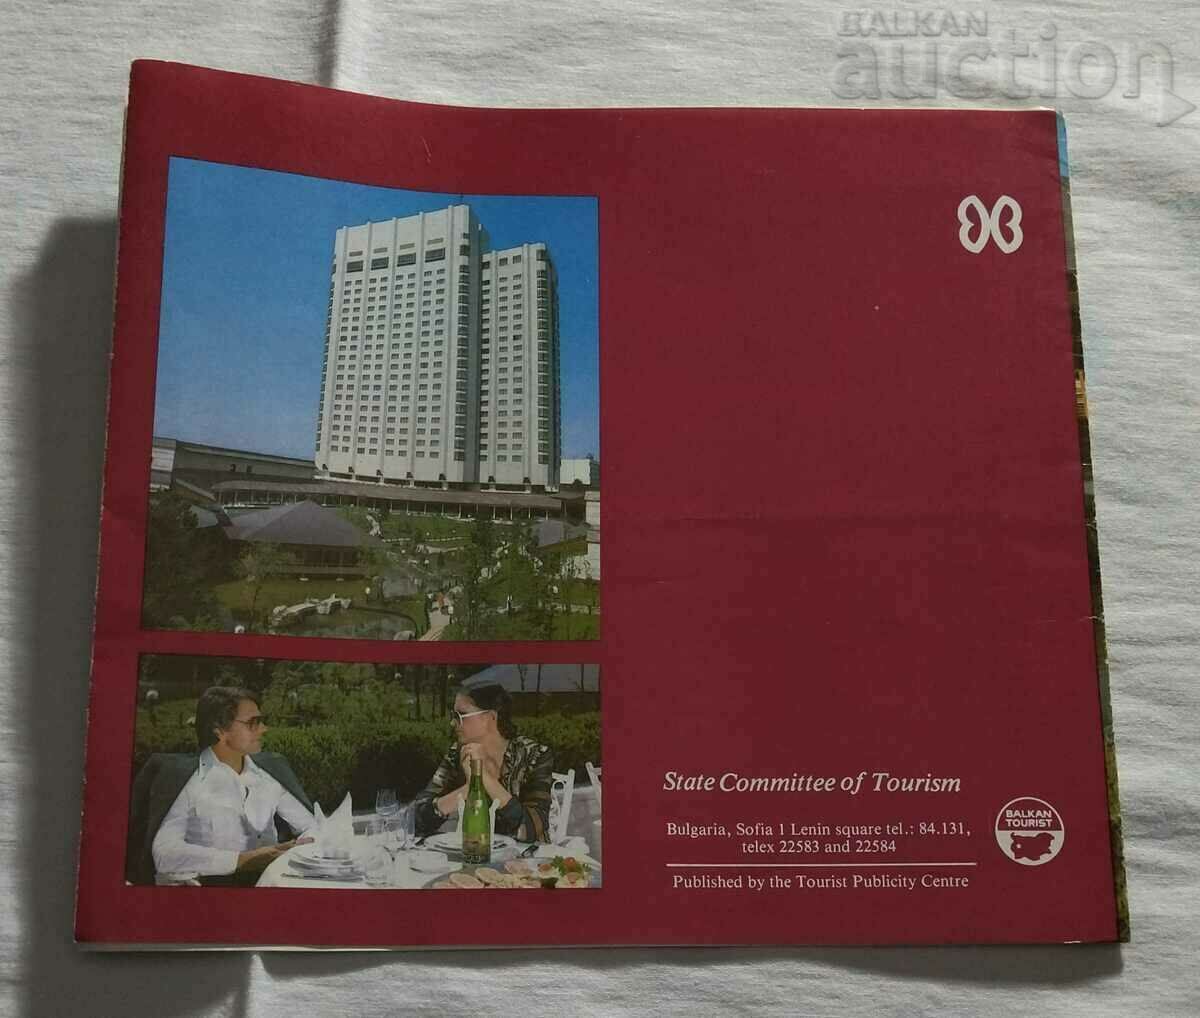 BALKAN
auction
State Committee of Tourism
Bulgaria, Sofia 1 Lenin square tel.: 84.131,
telex 22583 and 22584
Published by the Tourist Publicity Centre
BALKAN
TOURIST